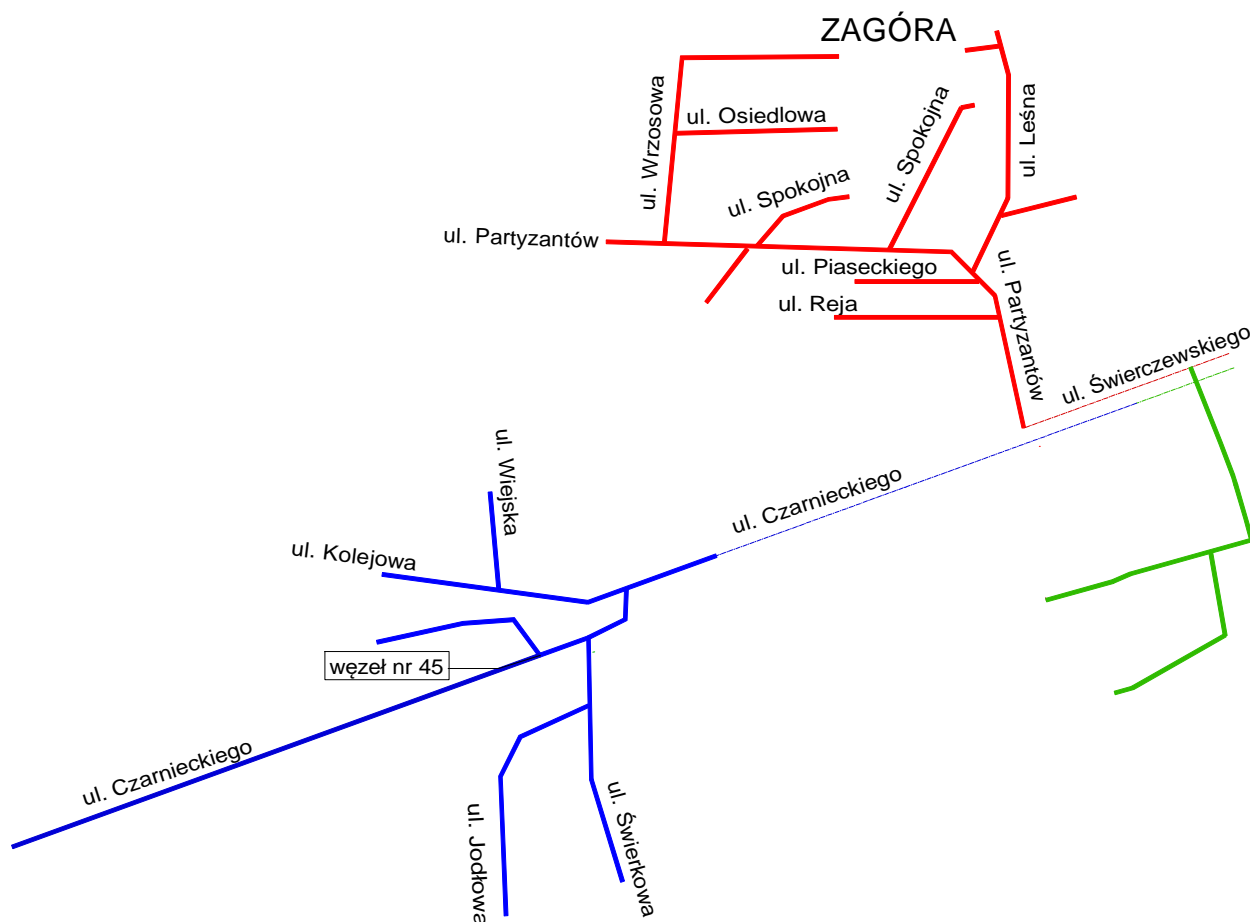 ZAGÓRA
ul. Wrzosowa
ul. Osiedlowa
ul. Spokojna
ul. Leśna
ul. Spokojna
ul. Partyzantów
ul. Piaseckiego
ul. Reja
ul. Partyzantów
ul. Świerczewskiego
ul. Czarnieckiego
ul. Wiejska
ul. Kolejowa
węzeł nr 45
ul. Czarnieckiego
ul. Jodłowa
ul. Świerkowa